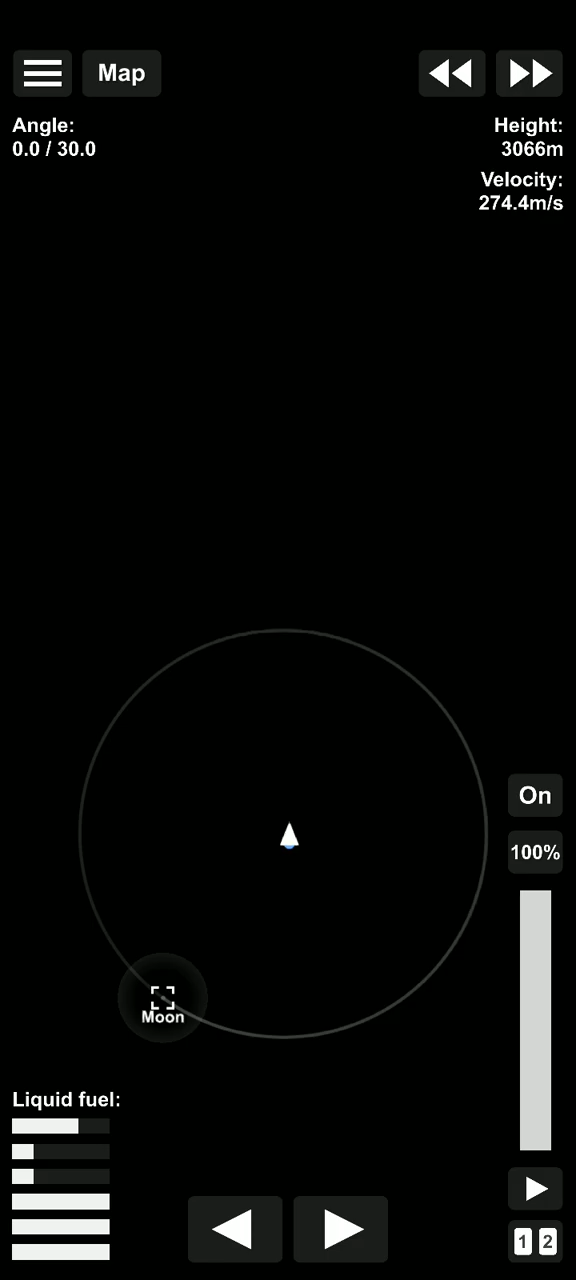 Map
Angle:
0.0 / 30.0
Height:
3066m
Velocity:
274.4m/s
On
100%
Moon
Liquid fuel:
1 2